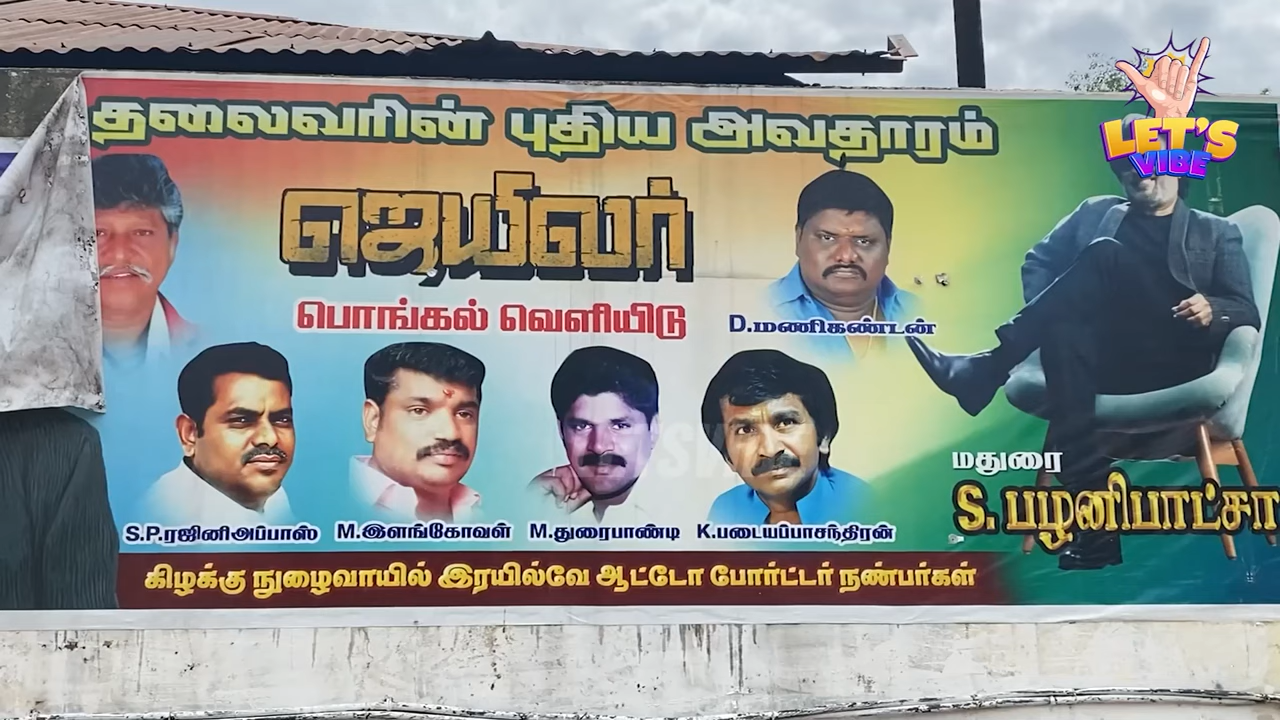 தலைவரின் புதிய அவதாரம்
ஜெயிலர்
பொங்கல் வெளியிடு
D.மணிகண்டன்
S.P.ரஜினிஅப்பாஸ் M.இளங்கோவன் M.துரைபாண்டி K.படையப்பாசந்திரன்
மதுரை
S. பழனிபாட்சா
கிழக்கு நுழைவாயில் இரயில்வே ஆட்டோ போர்ட்டர் நண்பர்கள்
LET'S
VIBE